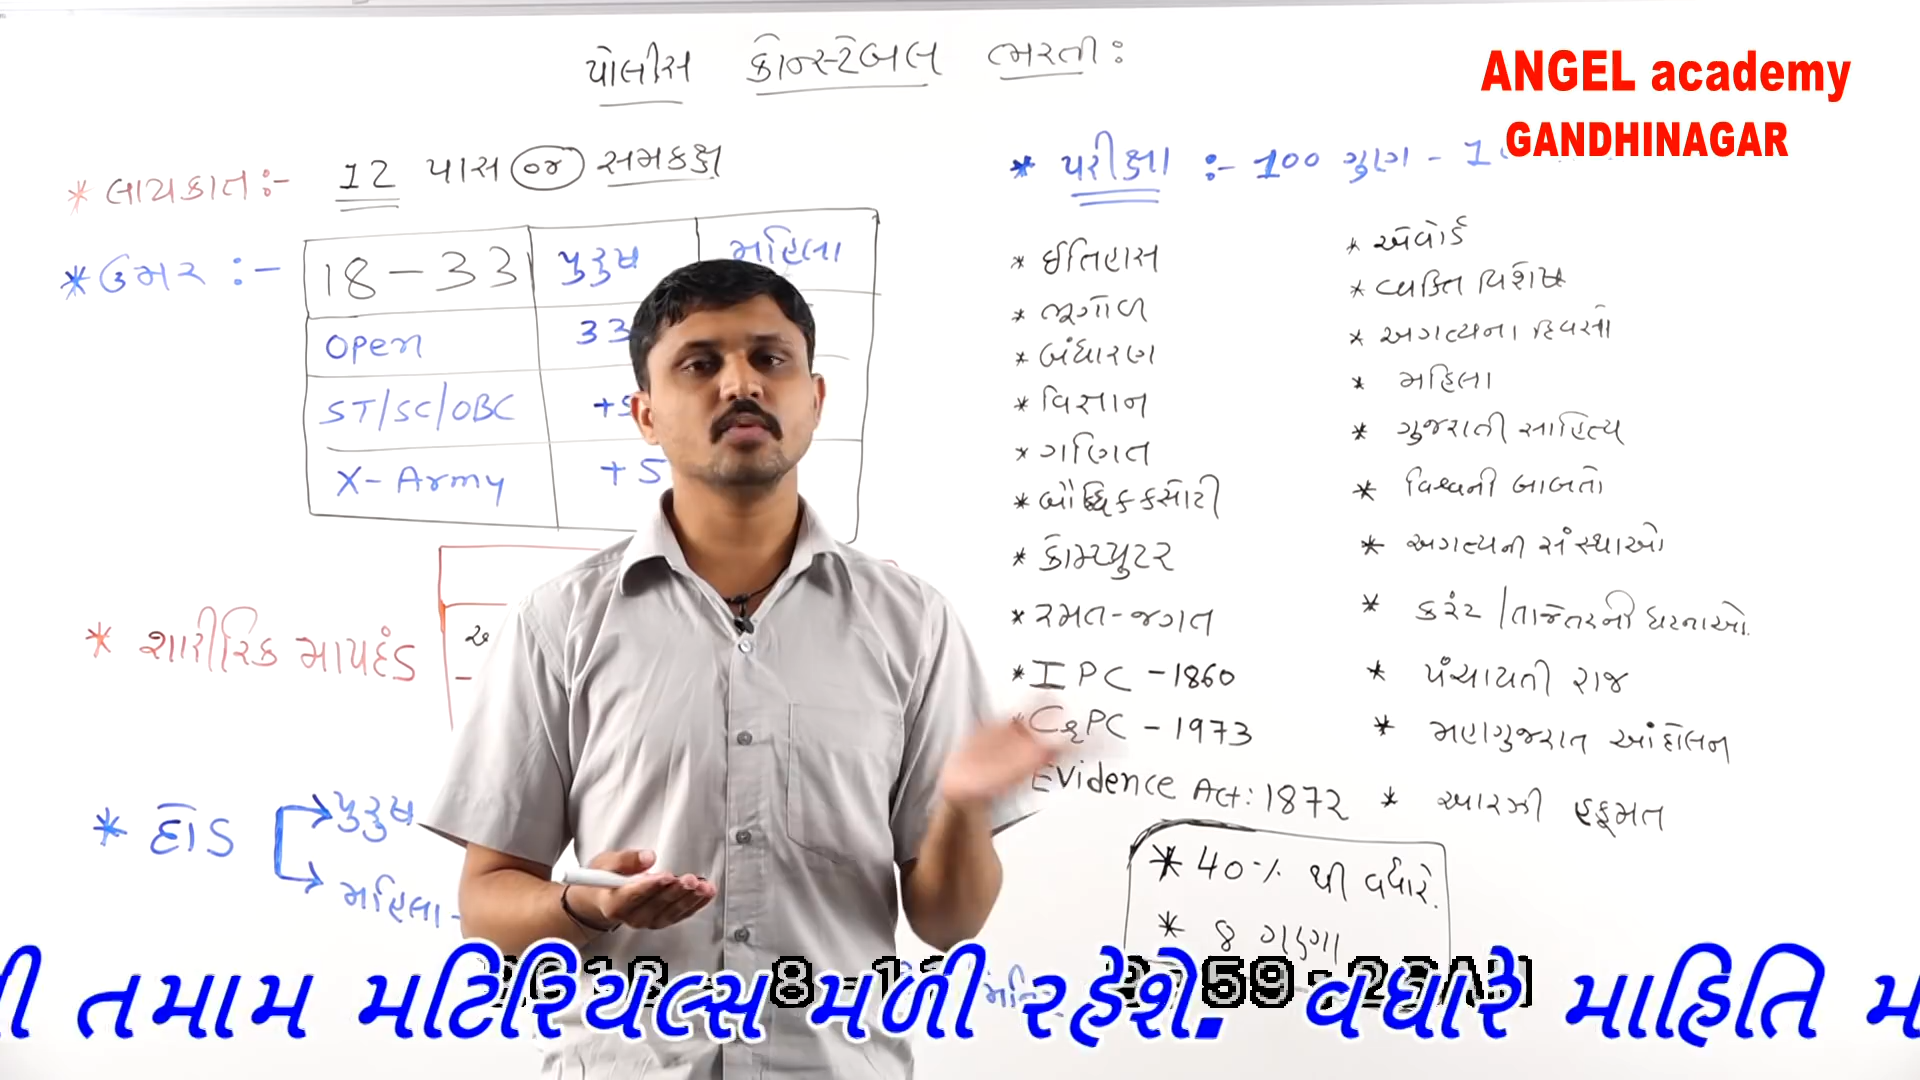 પોલીસ કોન્સ્ટેબલ ભરતી :
ANGEL academy
GANDHINAGAR
* લાયકાત :- 12 પાસ or સમકક્ષ
* ઉંમર :-
18 - 33 પુરુષ મહિલા
Open 33
ST/SC/OBC +5
X-Army +5
* શારીરિક માપદંડ
* દોડ
પુરુષ
મહિલા -
* પરીક્ષા :- 100 ગુણ -
* ઈતિહાસ
* ભૂગોળ
* બંધારણ
* વિજ્ઞાન
* ગણિત
* બૌદ્ધિક કસોટી
* કોમ્પ્યુટર
* રમત-જગત
* IPC - 1860
* CrPC - 1973
Evidence Act : 1872
* એવોર્ડ
* વ્યક્તિ વિશેષ
* અગત્યના દિવસો
* મહિલા
* ગુજરાતી સાહિત્ય
* વિશ્વની બાબતો
* અગત્યની સંસ્થાઓ
* કરંટ / તાજેતરની ઘટનાઓ.
* પંચાયતી રાજ
* મહાગુજરાત આંદોલન
* આરઝી હકૂમત
* 40% થી વધારે.
* 8 ગણા
તમામ મટિરિયલ્સ મળી રહેશે. વધારે માહિતિ મ